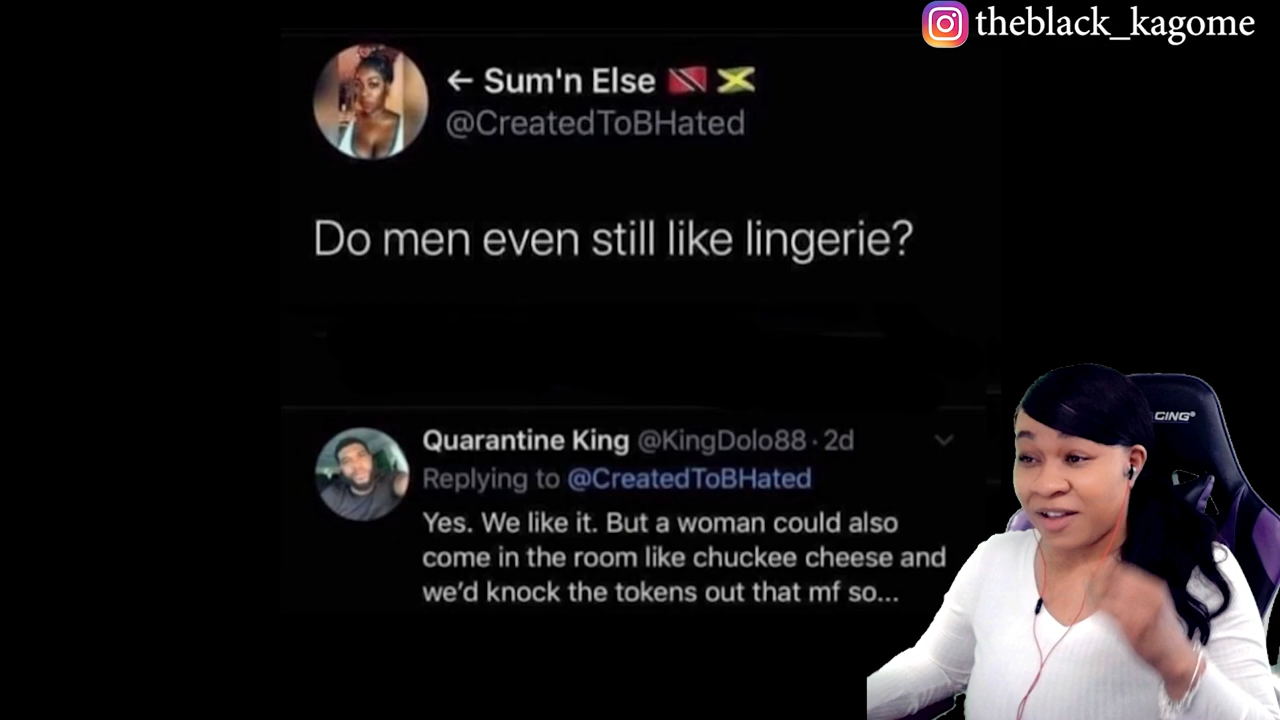 theblack_kagome
← Sum'n Else 🇹🇹 🇯🇲
@CreatedToBHated
Do men even still like lingerie?
Quarantine King @KingDolo88 · 2d
Replying to @CreatedToBHated
Yes. We like it. But a woman could also
come in the room like chuckee cheese and
we'd knock the tokens out that mf so...
CING®